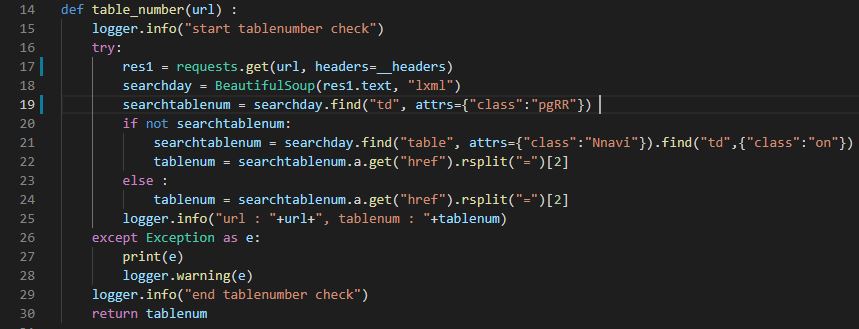 14 def table_number(url) :
15     logger.info("start tablenumber check")
16     try:
17         res1 = requests.get(url, headers=__headers)
18         searchday = BeautifulSoup(res1.text, "lxml")
19         searchtablenum = searchday.find("td", attrs={"class":"pgRR"})
20         if not searchtablenum:
21             searchtablenum = searchday.find("table", attrs={"class":"Nnavi"}).find("td",{"class":"on"})
22             tablenum = searchtablenum.a.get("href").rsplit("=")[2]
23         else :
24             tablenum = searchtablenum.a.get("href").rsplit("=")[2]
25         logger.info("url : "+url+", tablenum : "+tablenum)
26     except Exception as e:
27         print(e)
28         logger.warning(e)
29     logger.info("end tablenumber check")
30     return tablenum